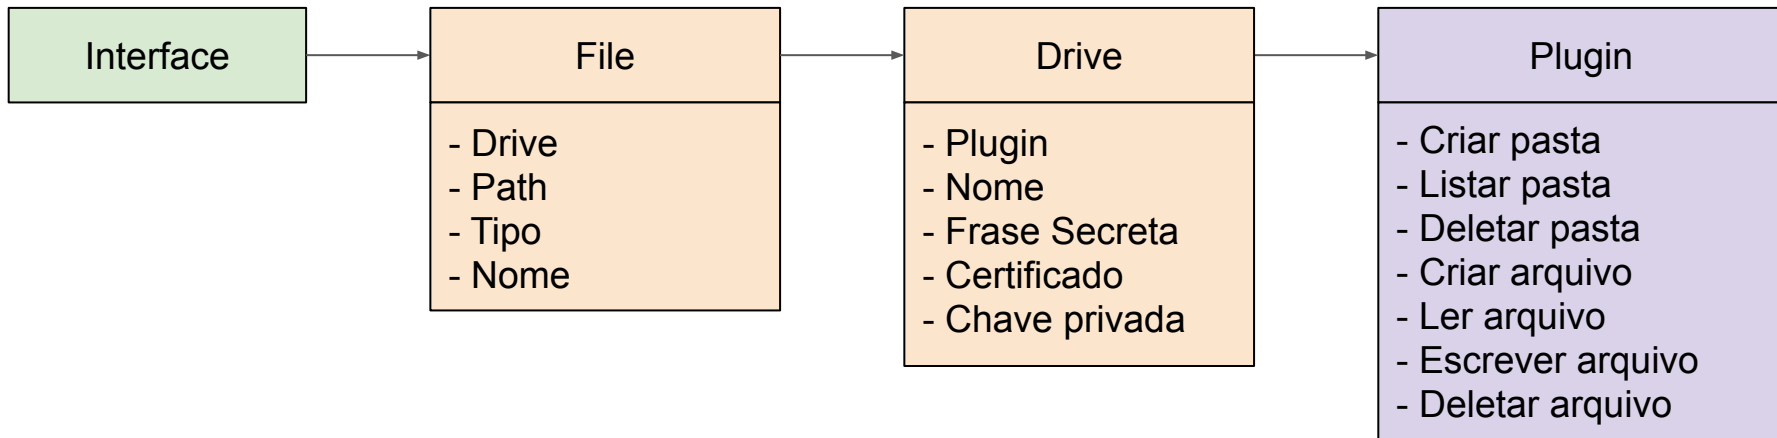 Interface
File
- Drive
- Path
- Tipo
- Nome
Drive
- Plugin
- Nome
- Frase Secreta
- Certificado
- Chave privada
Plugin
- Criar pasta
- Listar pasta
- Deletar pasta
- Criar arquivo
- Ler arquivo
- Escrever arquivo
- Deletar arquivo